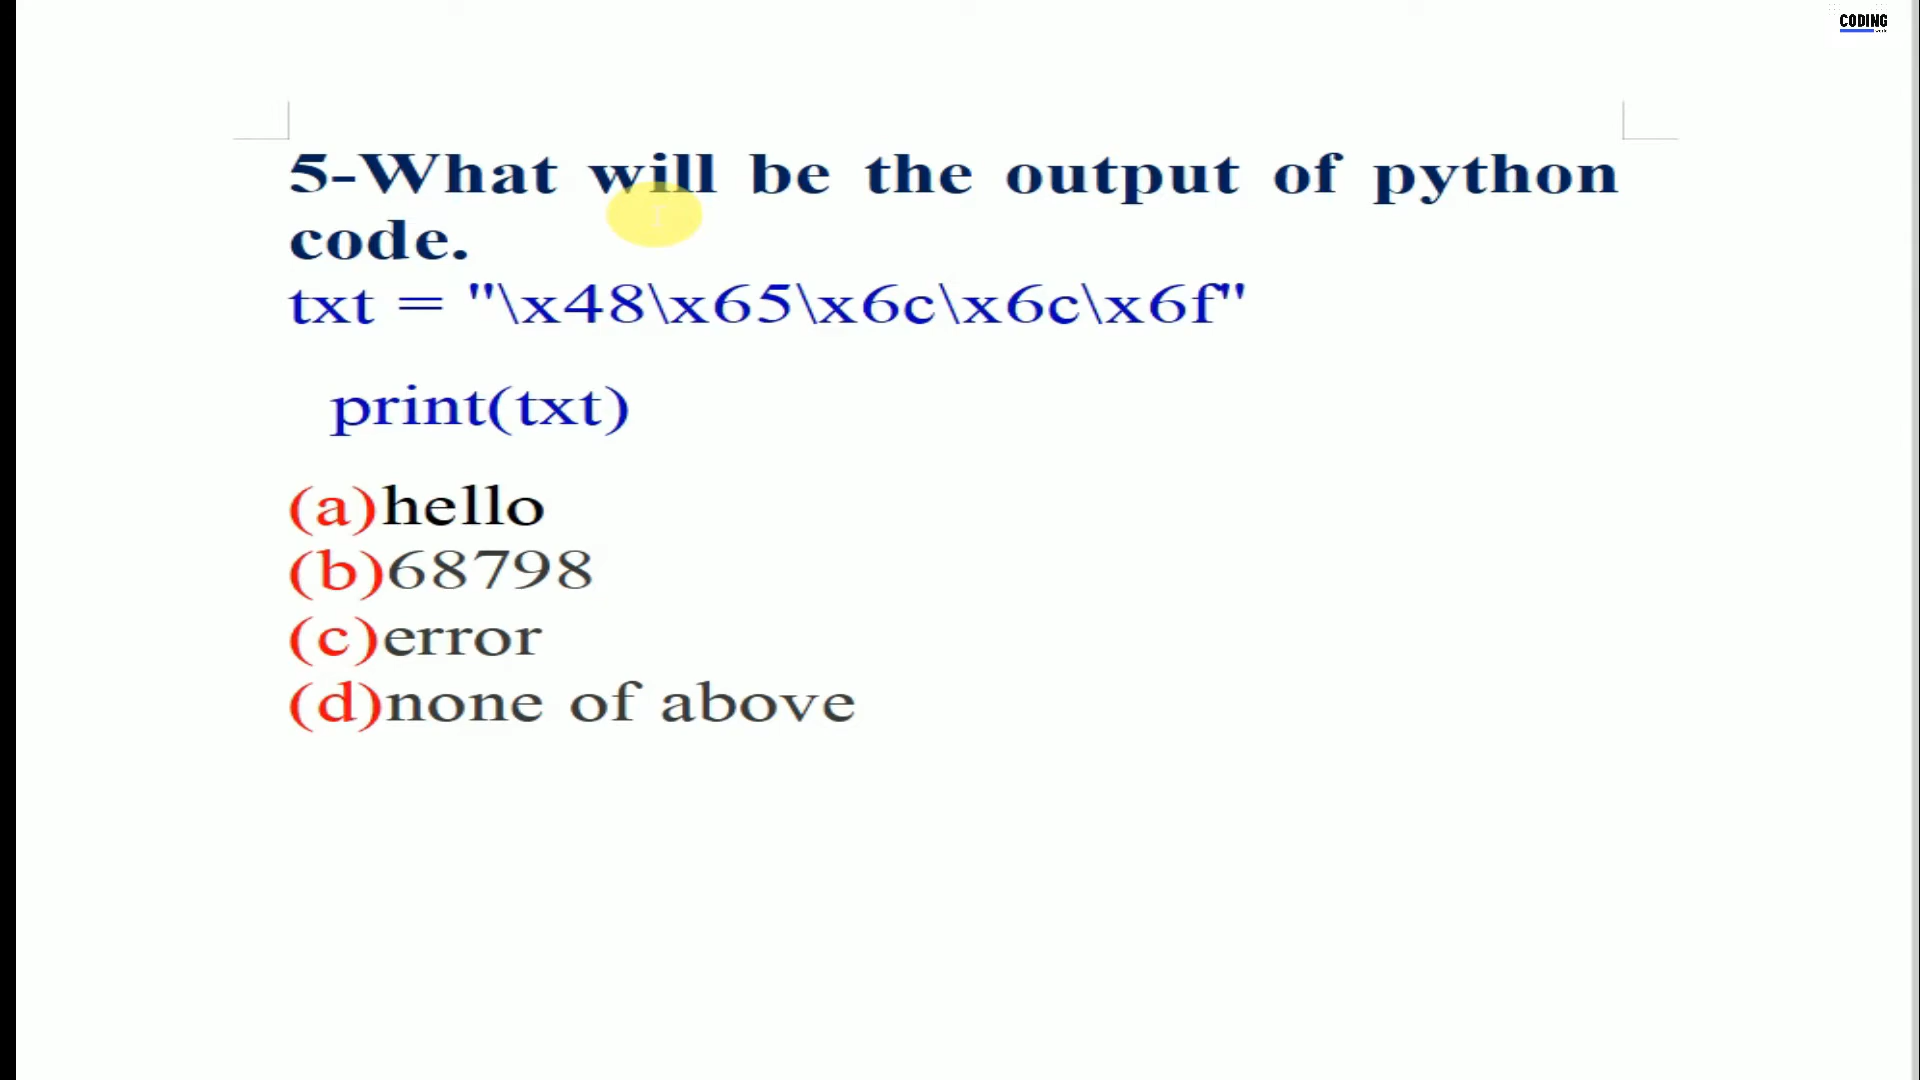 CODING
5-What will be the output of python
code.
txt = "\x48\x65\x6c\x6c\x6f"
print(txt)
(a)hello
(b)68798
(c)error
(d)none of above